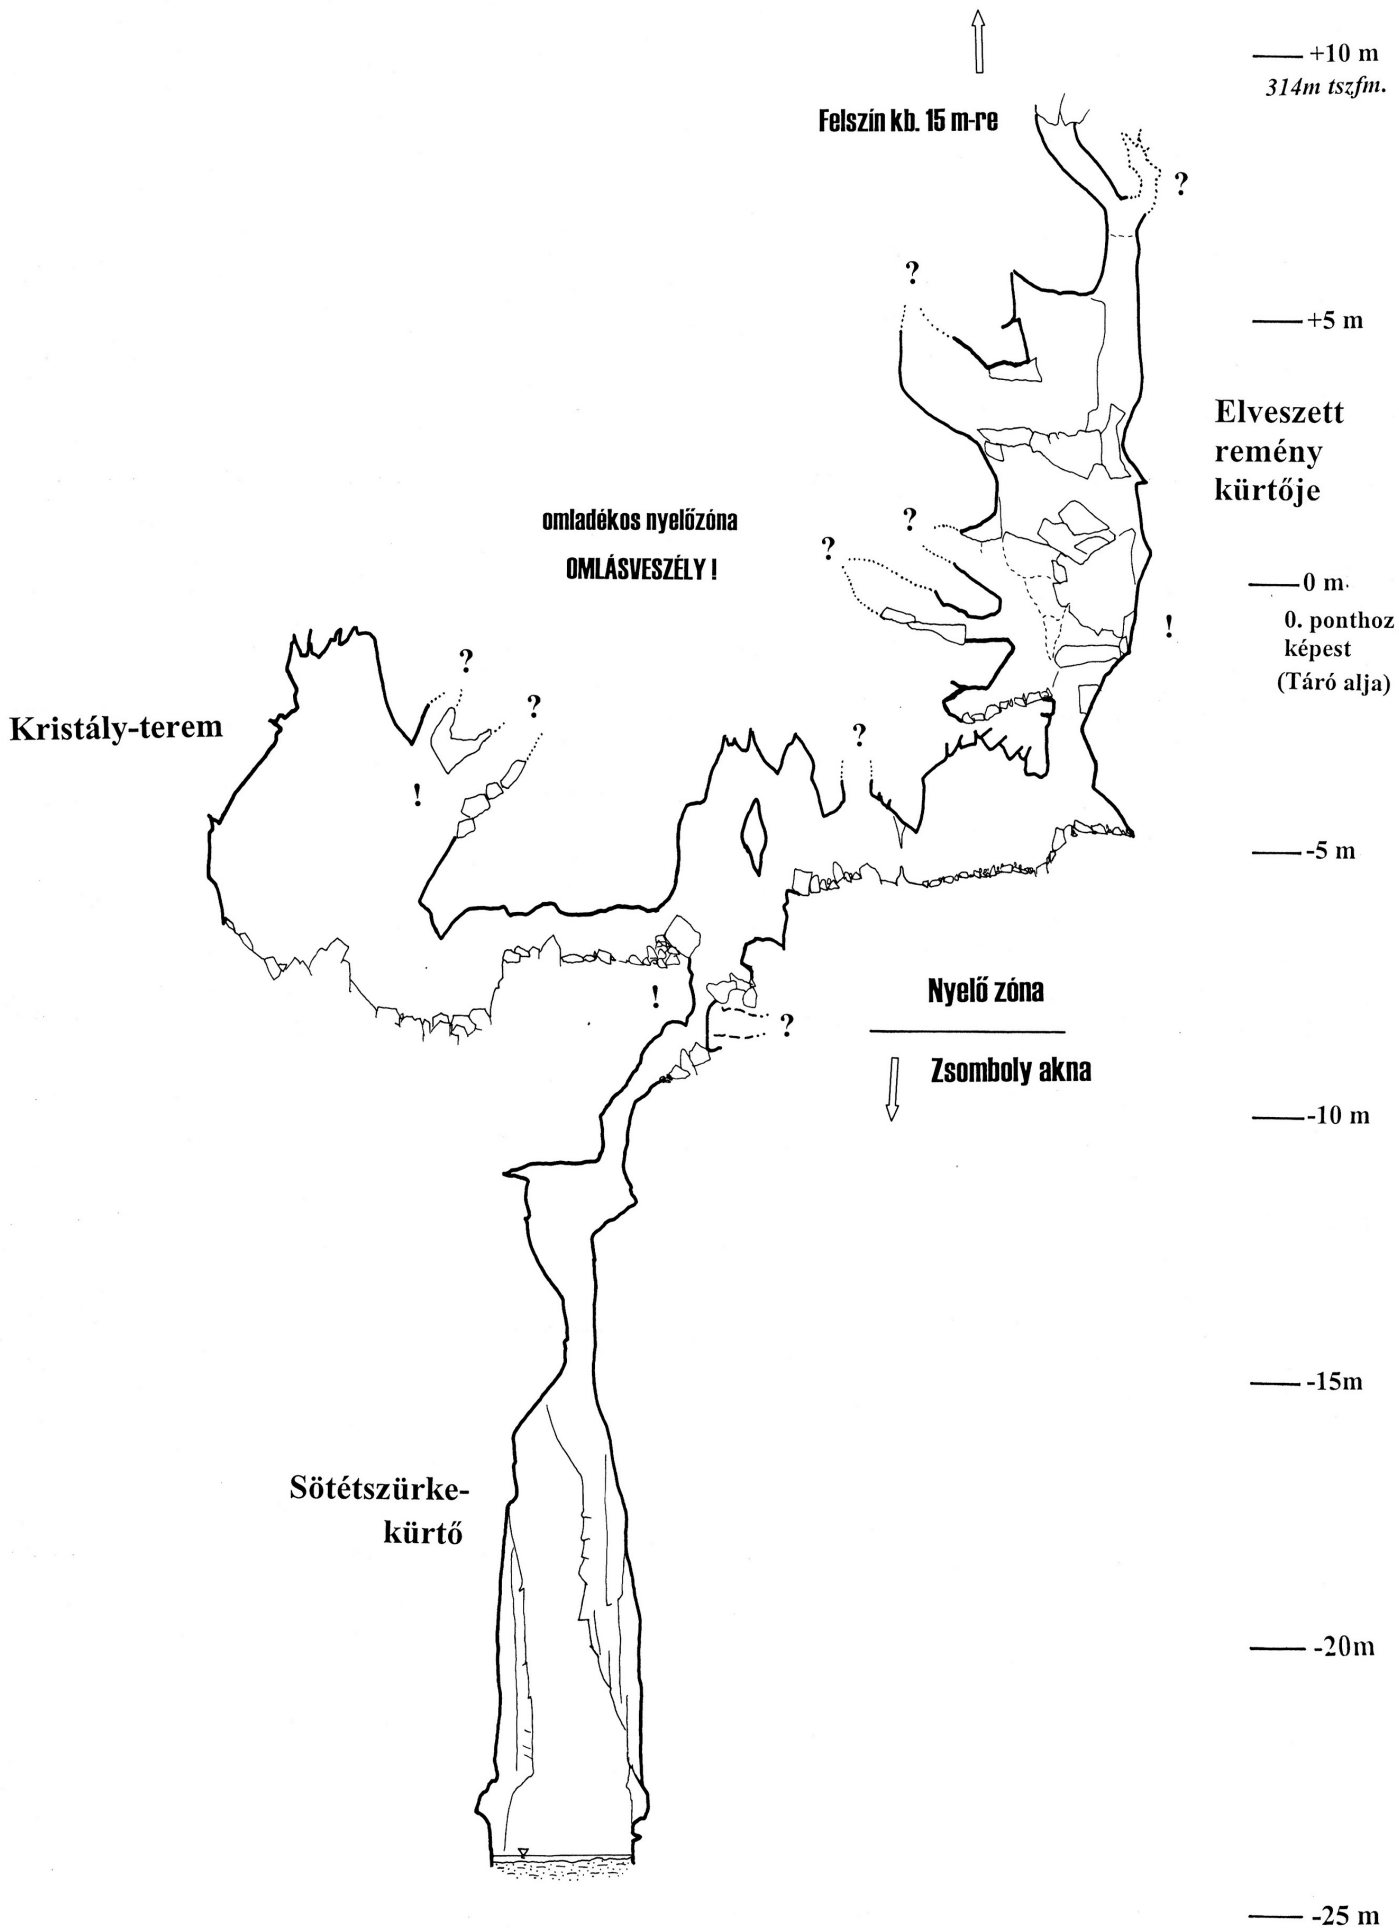 +10 m
314m tszfm.
Felszín kb. 15 m-re
?
?
+5 m
Elveszett
remény
kürtője
omladékos nyelőzóna
OMLÁSVESZÉLY !
?
?
0 m
0. ponthoz
képest
(Táró alja)
!
?
?
Kristály-terem
!
?
-5 m
!
Nyelő zóna
?
Zsomboly akna
-10 m
-15m
Sötétszürke-
kürtő
-20m
-25 m